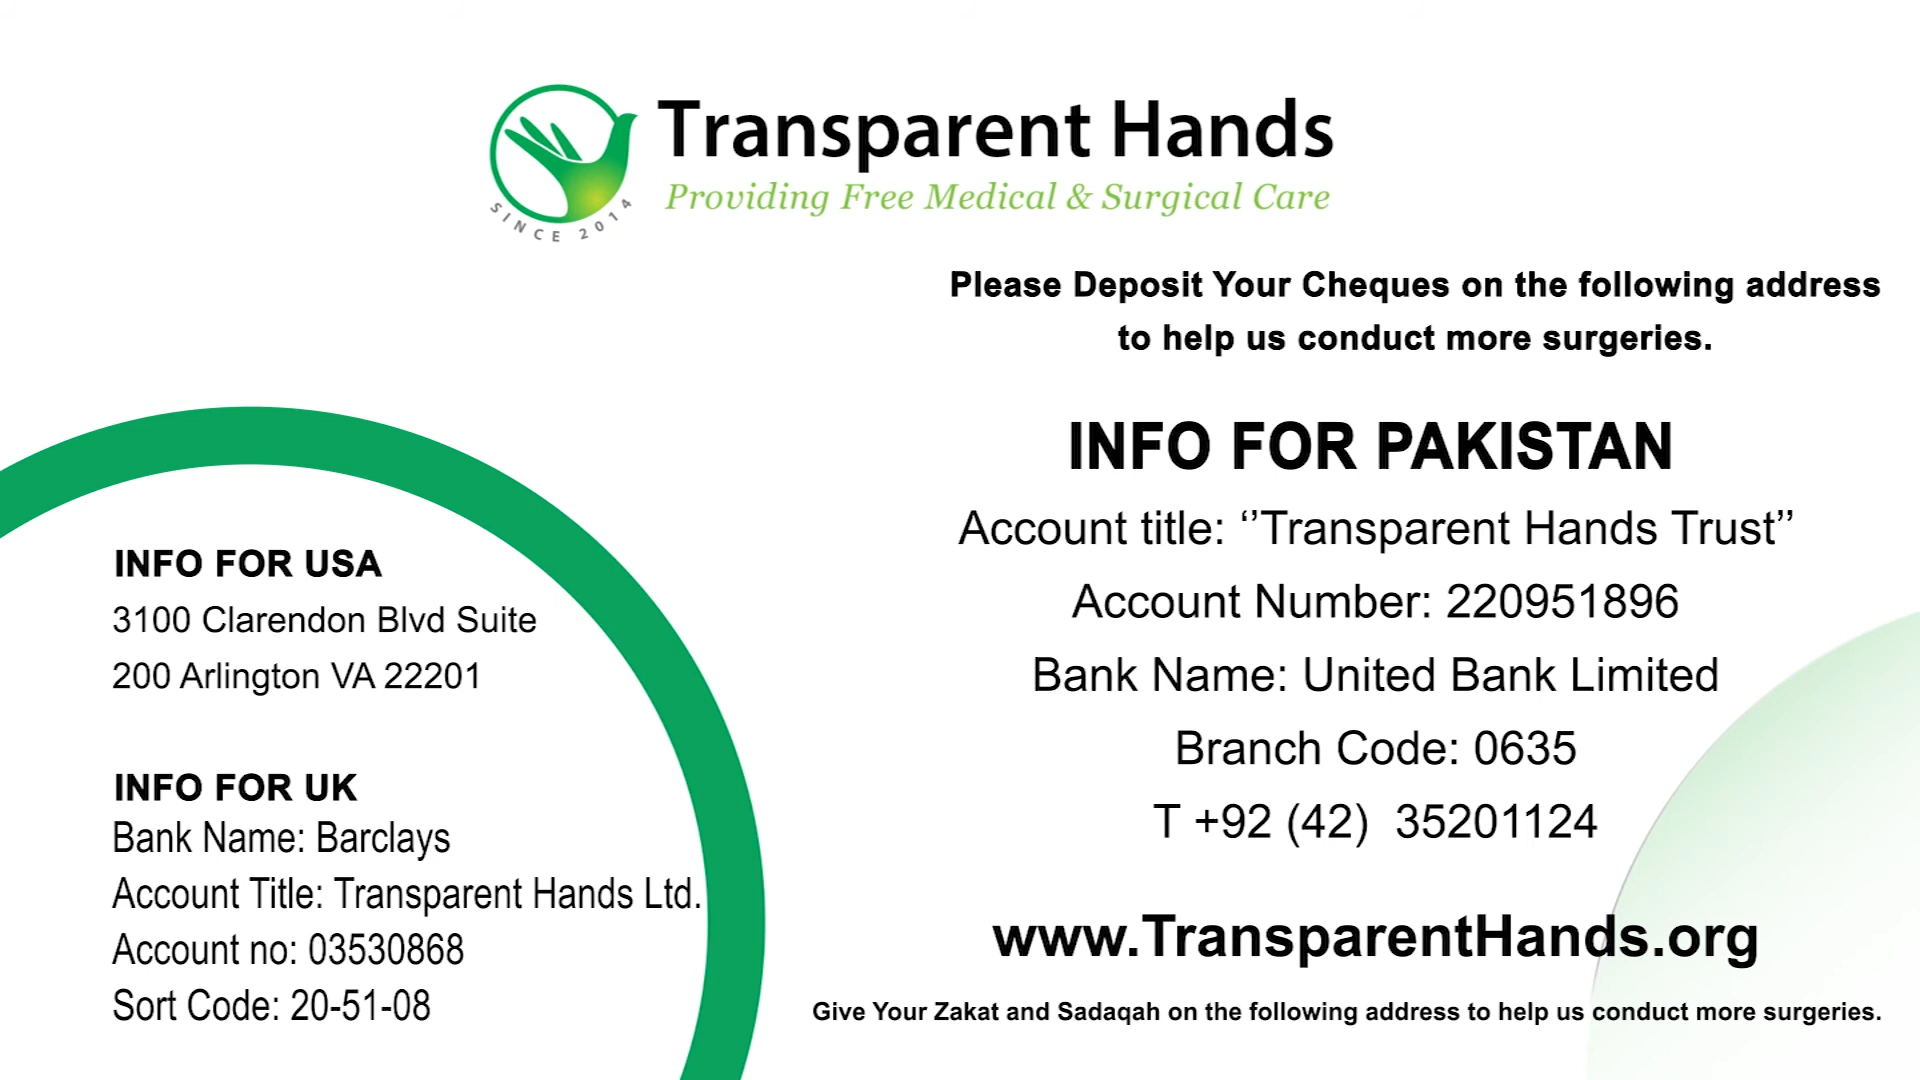 Transparent Hands
Providing Free Medical & Surgical Care
SINCE 2014
Please Deposit Your Cheques on the following address
to help us conduct more surgeries.
INFO FOR PAKISTAN
Account title: ‘’Transparent Hands Trust’’
Account Number: 220951896
Bank Name: United Bank Limited
Branch Code: 0635
T +92 (42)  35201124
www.TransparentHands.org
Give Your Zakat and Sadaqah on the following address to help us conduct more surgeries.
INFO FOR USA
3100 Clarendon Blvd Suite
200 Arlington VA 22201
INFO FOR UK
Bank Name: Barclays
Account Title: Transparent Hands Ltd.
Account no: 03530868
Sort Code: 20-51-08